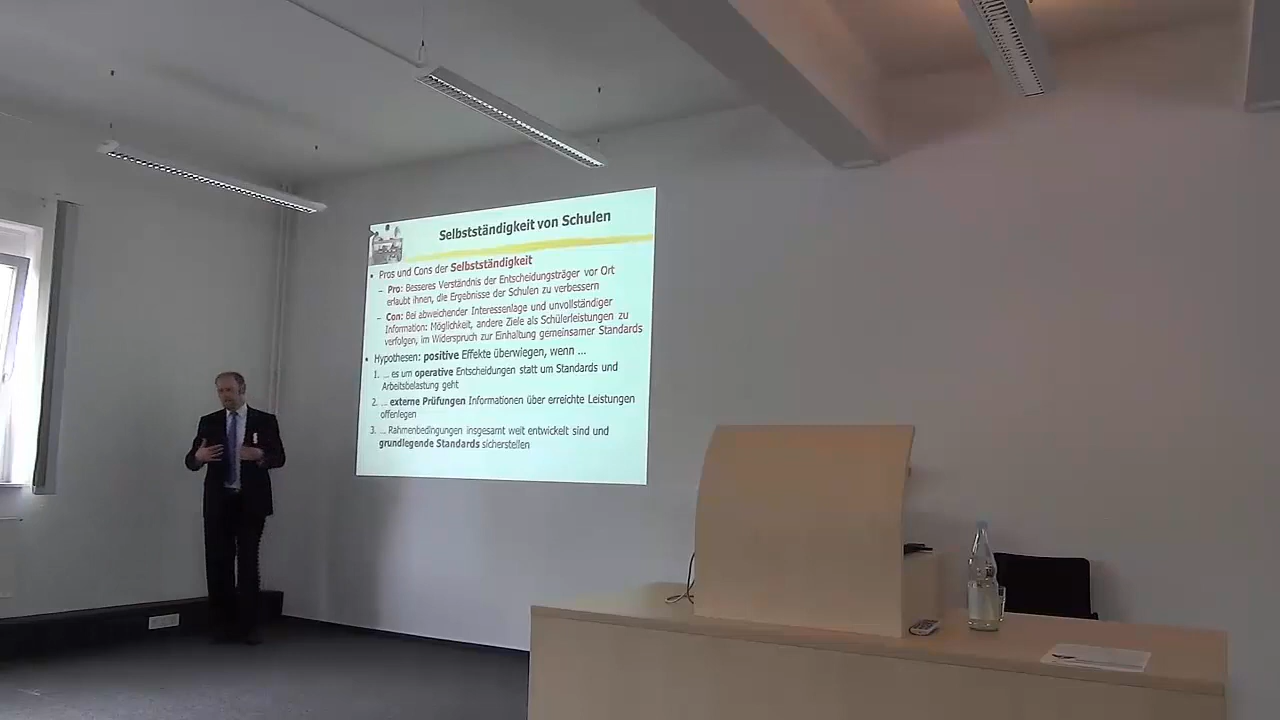 Selbstständigkeit von Schulen
• Pros und Cons der Selbstständigkeit
– Pro: Besseres Verständnis der Entscheidungsträger vor Ort
erlaubt ihnen, die Ergebnisse der Schulen zu verbessern
– Con: Bei abweichender Interessenlage und unvollständiger
Information: Möglichkeit, andere Ziele als Schülerleistungen zu
verfolgen, im Widerspruch zur Einhaltung gemeinsamer Standards
• Hypothesen: positive Effekte überwiegen, wenn ...
1. ... es um operative Entscheidungen statt um Standards und
Arbeitsbelastung geht
2. ... externe Prüfungen Informationen über erreichte Leistungen
offenlegen
3. ... Rahmenbedingungen insgesamt weit entwickelt sind und
grundlegende Standards sicherstellen